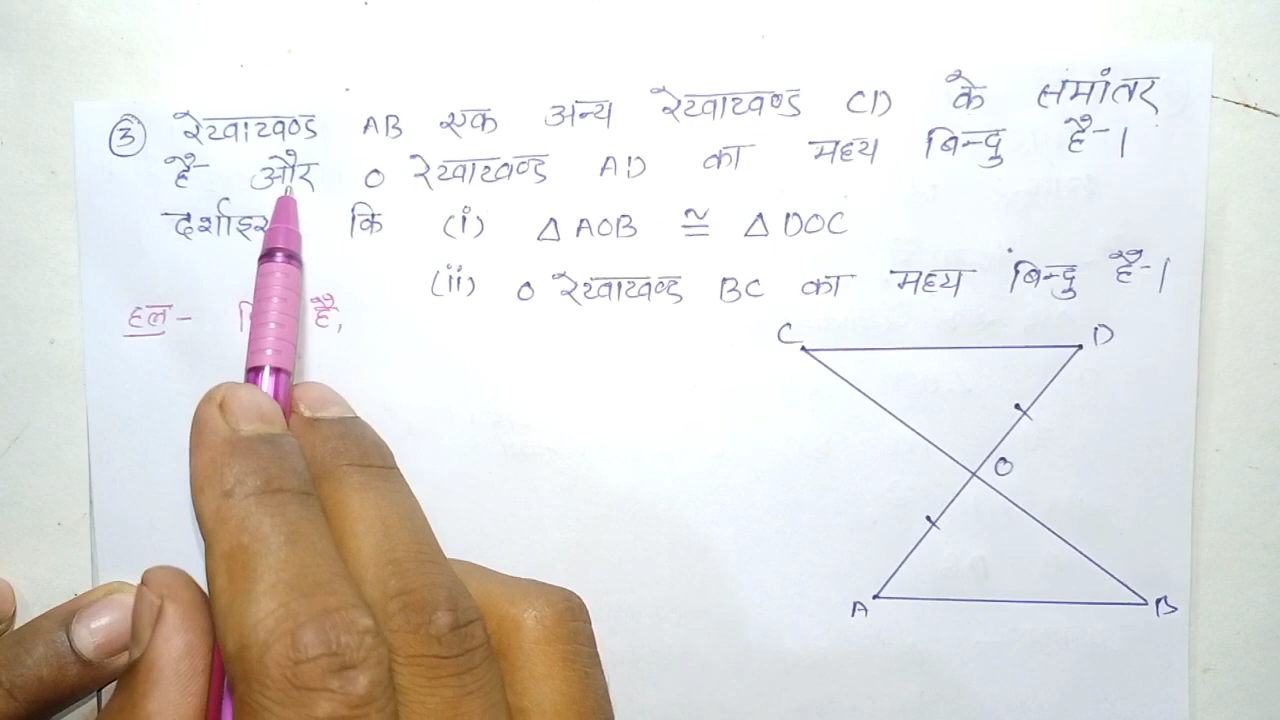 ③ रेखाखण्ड AB एक अन्य रेखाखण्ड CD के समांतर
है और O रेखाखण्ड AD का मध्य बिन्दु है।
कि (i) △AOB ≅ △DOC
(ii) O रेखाखण्ड BC का मध्य बिन्दु है।
हल- है,
C D
O
A B